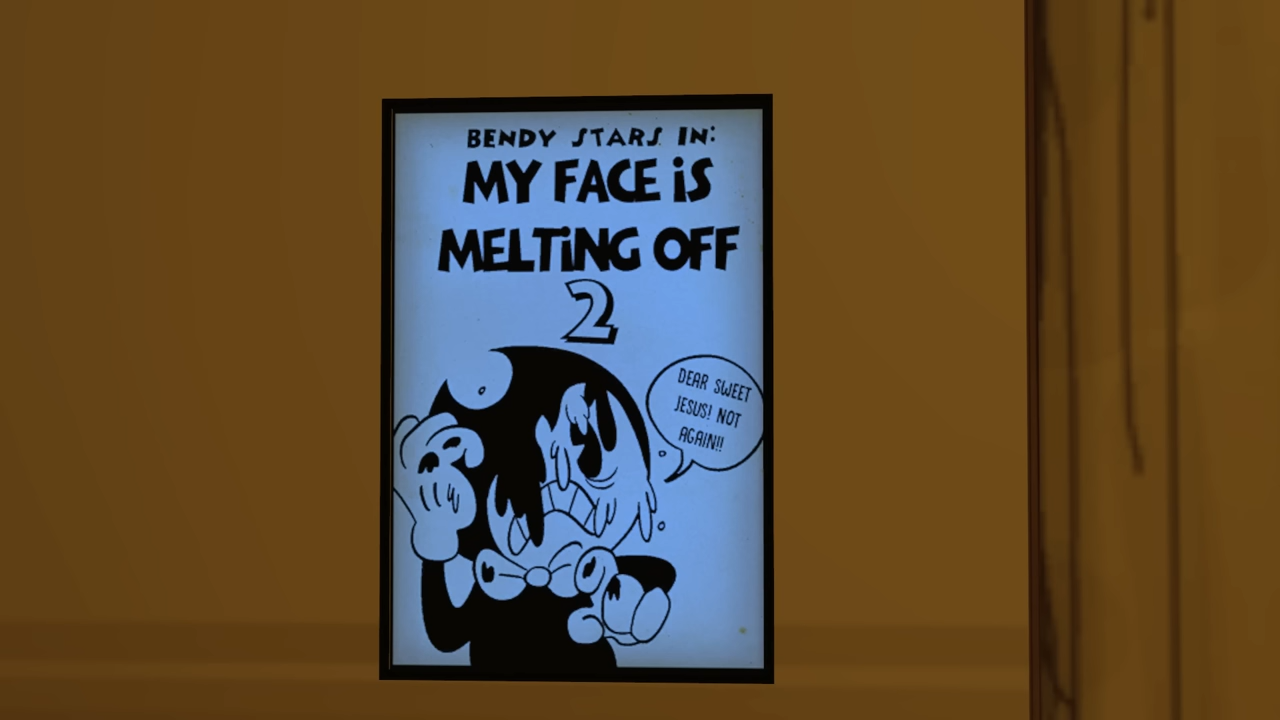 BENDY STARS IN:
MY FACE iS
MELTiNG OFF
2
DEAR SWEET
JESUS! NOT
AGAIN!!